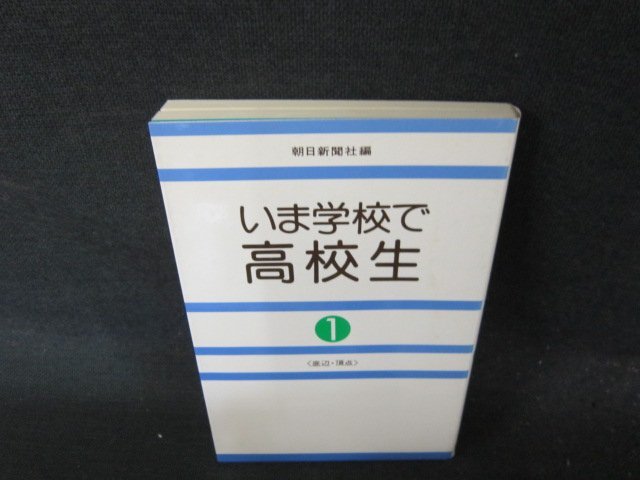 朝日新聞社編
いま学校で
高校生
1
〈底辺・頂点〉